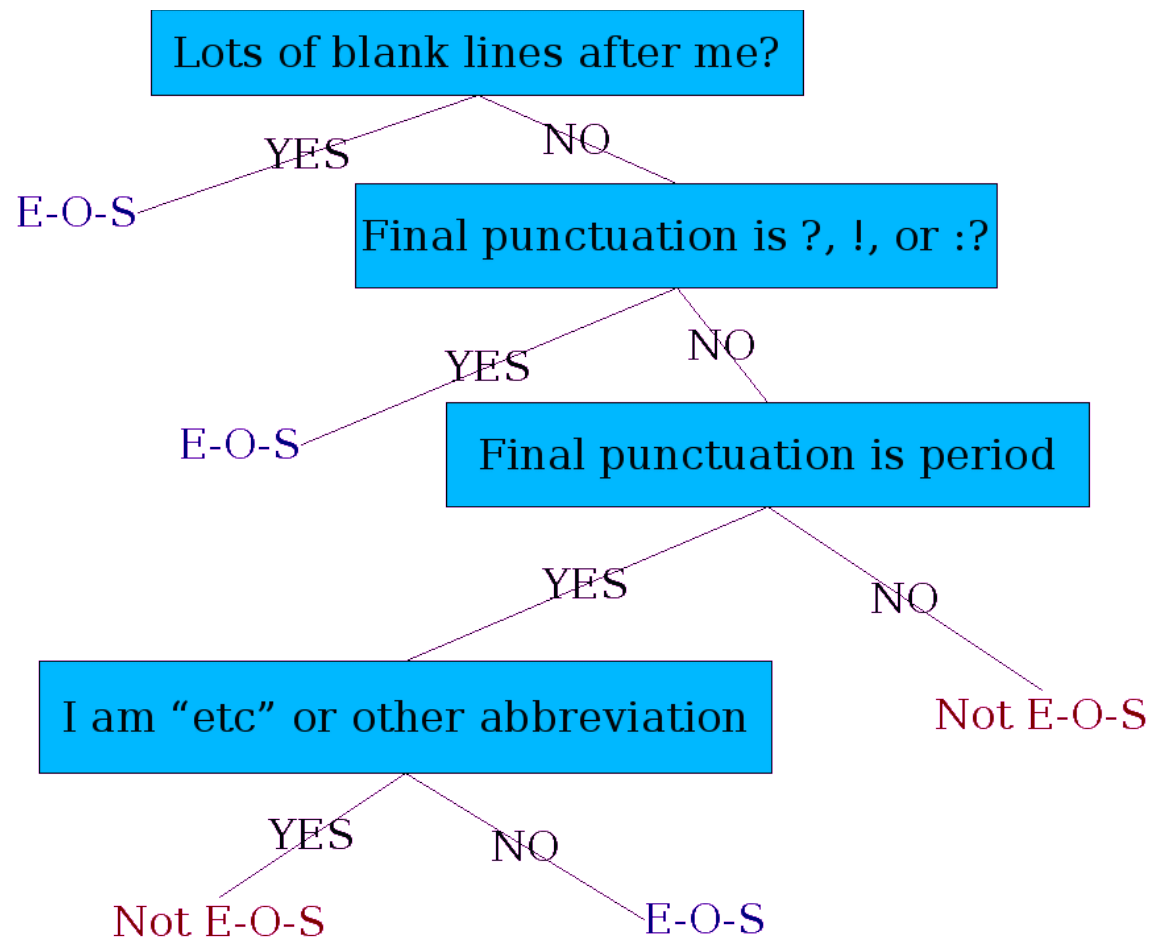 Lots of blank lines after me?
YES
NO
E-O-S
Final punctuation is ?, !, or :?
YES
NO
E-O-S
Final punctuation is period
YES
NO
I am “etc” or other abbreviation
Not E-O-S
YES
NO
Not E-O-S
E-O-S